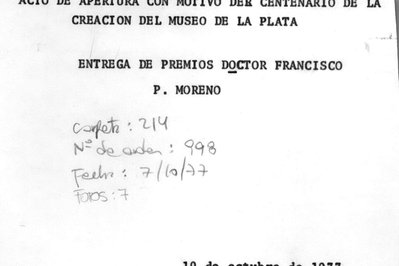 ACTO DE APERTURA CON MOTIVO DEL CENTENARIO DE LA
CREACION DEL MUSEO DE LA PLATA
ENTREGA DE PREMIOS DOCTOR FRANCISCO
P. MORENO
Carpeta : 214
Nº de orden : 998
Fecha : 7/10/77
FOTOS : 7
10 de octubre de 1977